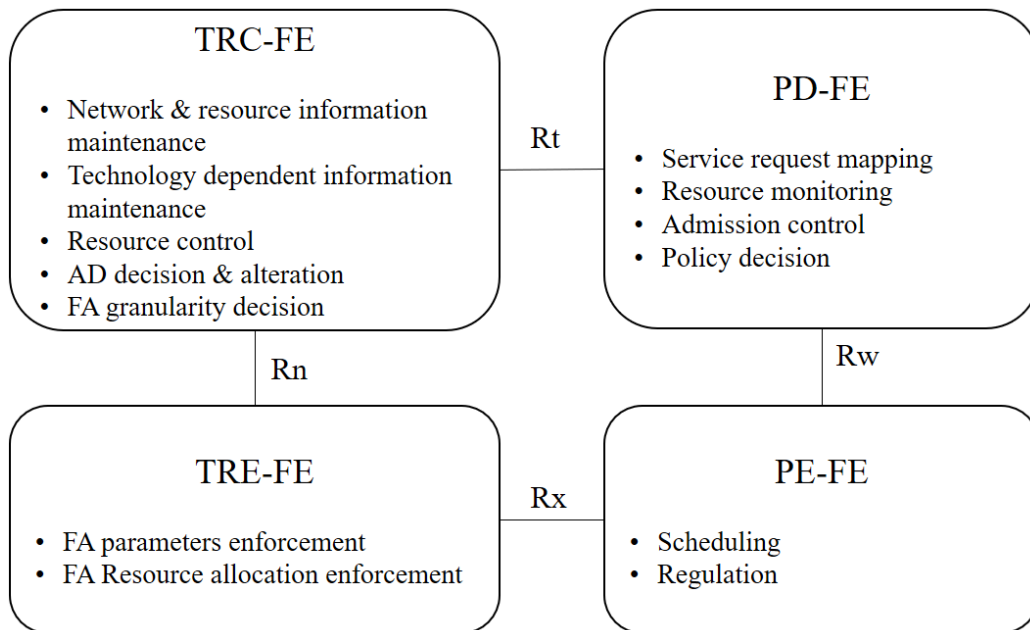 TRC-FE
• Network & resource information
maintenance
• Technology dependent information
maintenance
• Resource control
• AD decision & alteration
• FA granularity decision
Rt
PD-FE
• Service request mapping
• Resource monitoring
• Admission control
• Policy decision
Rn
Rw
TRE-FE
• FA parameters enforcement
• FA Resource allocation enforcement
Rx
PE-FE
• Scheduling
• Regulation